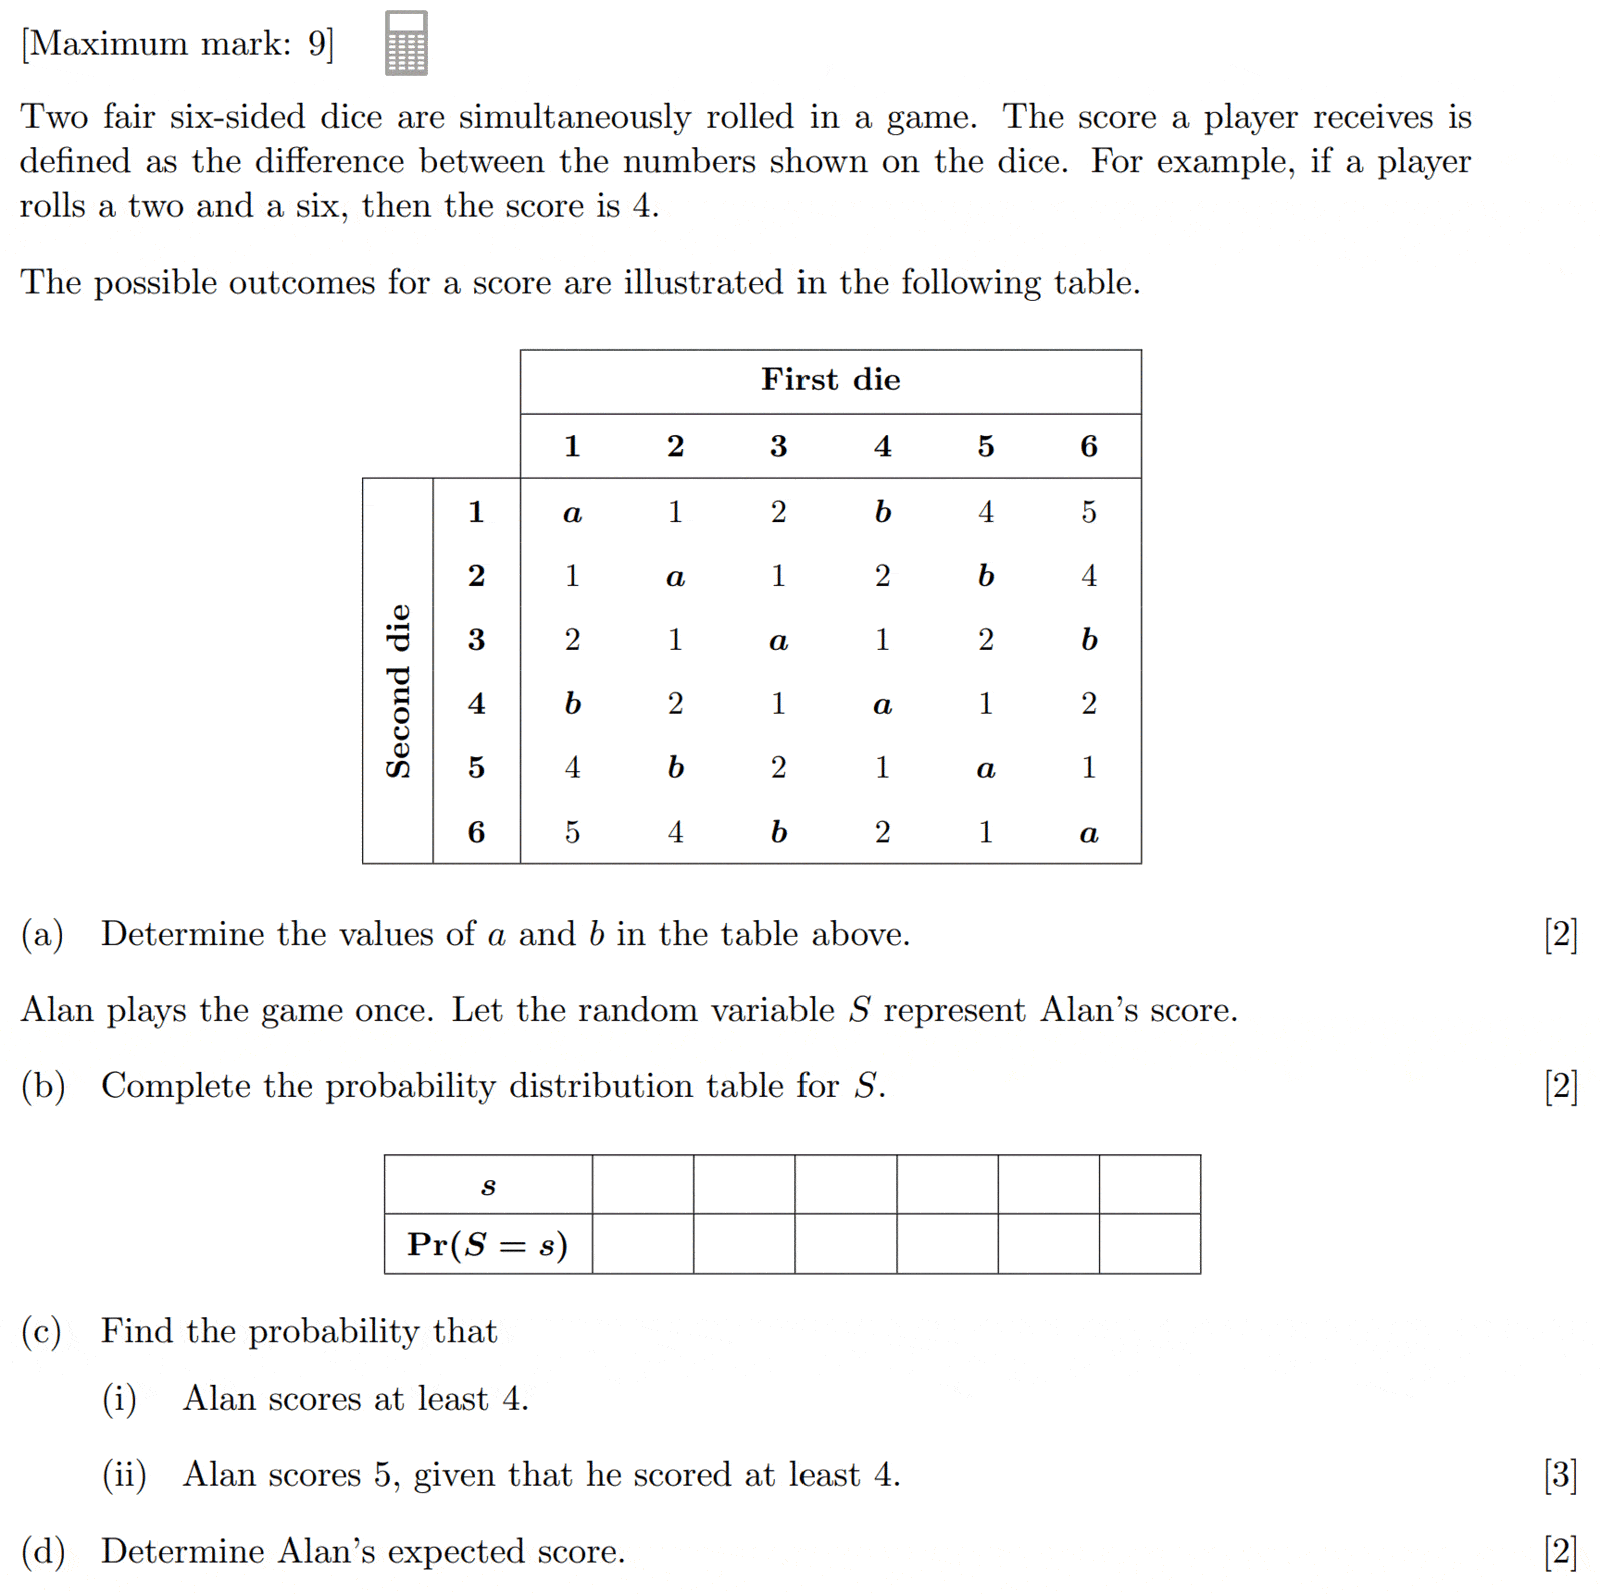 [Maximum mark: 9]
Two fair six-sided dice are simultaneously rolled in a game. The score a player receives is
defined as the difference between the numbers shown on the dice. For example, if a player
rolls a two and a six, then the score is 4.
The possible outcomes for a score are illustrated in the following table.
First die
1 2 3 4 5 6
Second die
1 a 1 2 b 4 5
2 1 a 1 2 b 4
3 2 1 a 1 2 b
4 b 2 1 a 1 2
5 4 b 2 1 a 1
6 5 4 b 2 1 a
(a) Determine the values of a and b in the table above. [2]
Alan plays the game once. Let the random variable S represent Alan's score.
(b) Complete the probability distribution table for S. [2]
s
Pr(S = s)
(c) Find the probability that
(i) Alan scores at least 4.
(ii) Alan scores 5, given that he scored at least 4. [3]
(d) Determine Alan's expected score. [2]